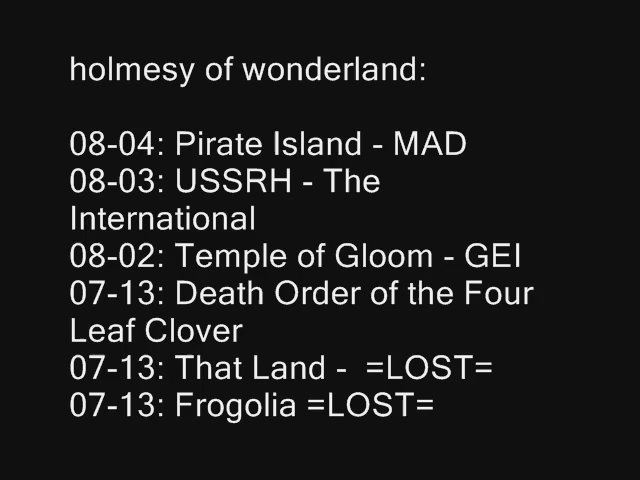 holmesy of wonderland:
08-04: Pirate Island - MAD
08-03: USSRH - The
International
08-02: Temple of Gloom - GEI
07-13: Death Order of the Four
Leaf Clover
07-13: That Land -  =LOST=
07-13: Frogolia =LOST=